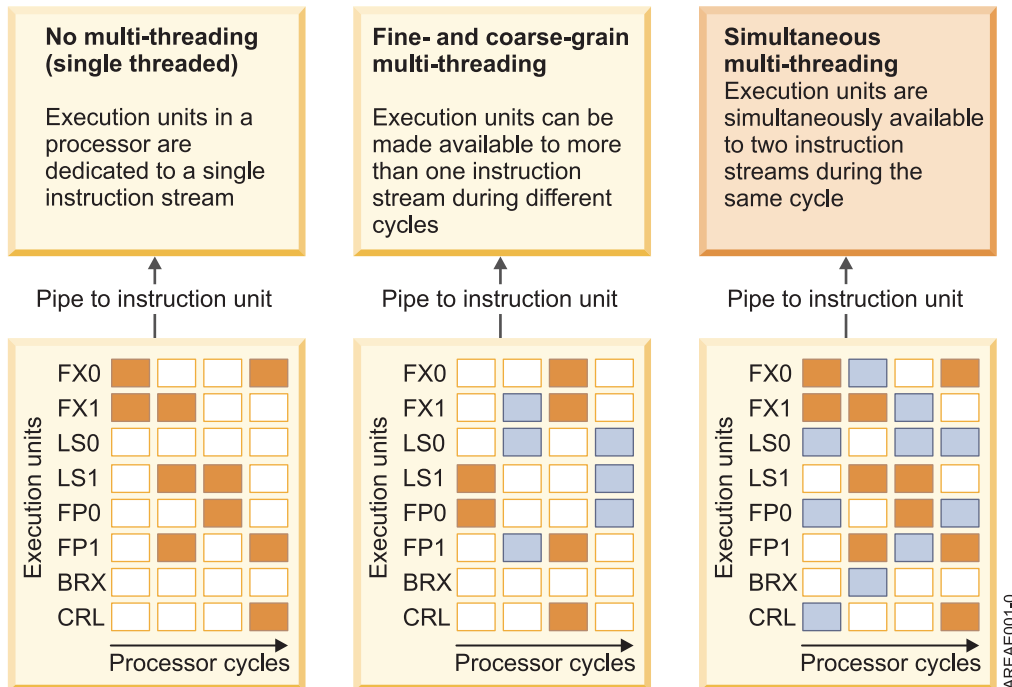 No multi-threading
(single threaded)
Execution units in a
processor are
dedicated to a single
instruction stream
Fine- and coarse-grain
multi-threading
Execution units can be
made available to more
than one instruction
stream during different
cycles
Simultaneous
multi-threading
Execution units are
simultaneously available
to two instruction
streams during the
same cycle
Pipe to instruction unit
Pipe to instruction unit
Pipe to instruction unit
Execution units
FX0
FX1
LS0
LS1
FP0
FP1
BRX
CRL
Processor cycles
Execution units
FX0
FX1
LS0
LS1
FP0
FP1
BRX
CRL
Processor cycles
Execution units
FX0
FX1
LS0
LS1
FP0
FP1
BRX
CRL
Processor cycles
AREAE001-0